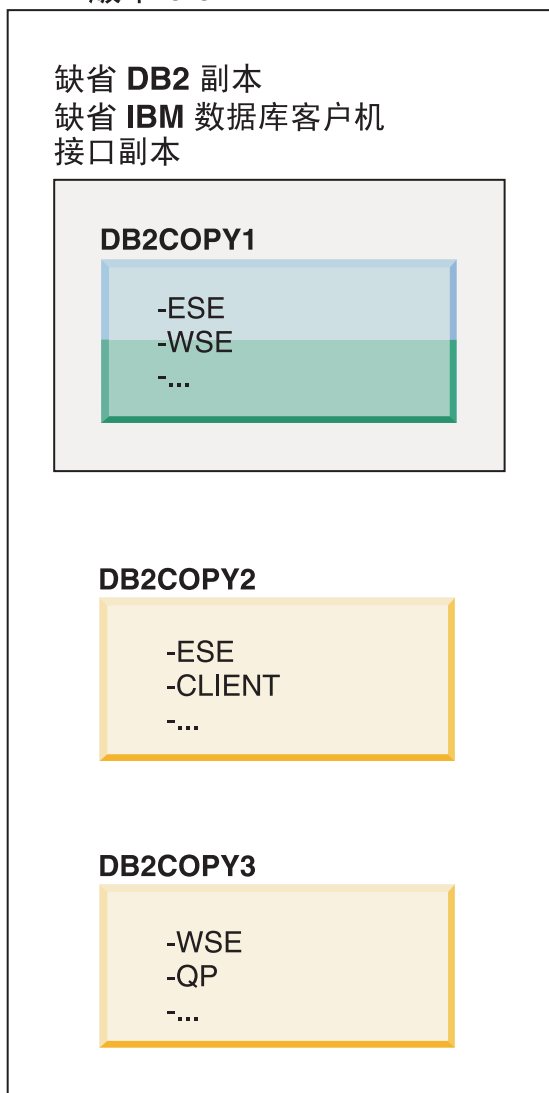 缺省 DB2 副本
缺省 IBM 数据库客户机
接口副本
DB2COPY1
-ESE
-WSE
-...
DB2COPY2
-ESE
-CLIENT
-...
DB2COPY3
-WSE
-QP
-...